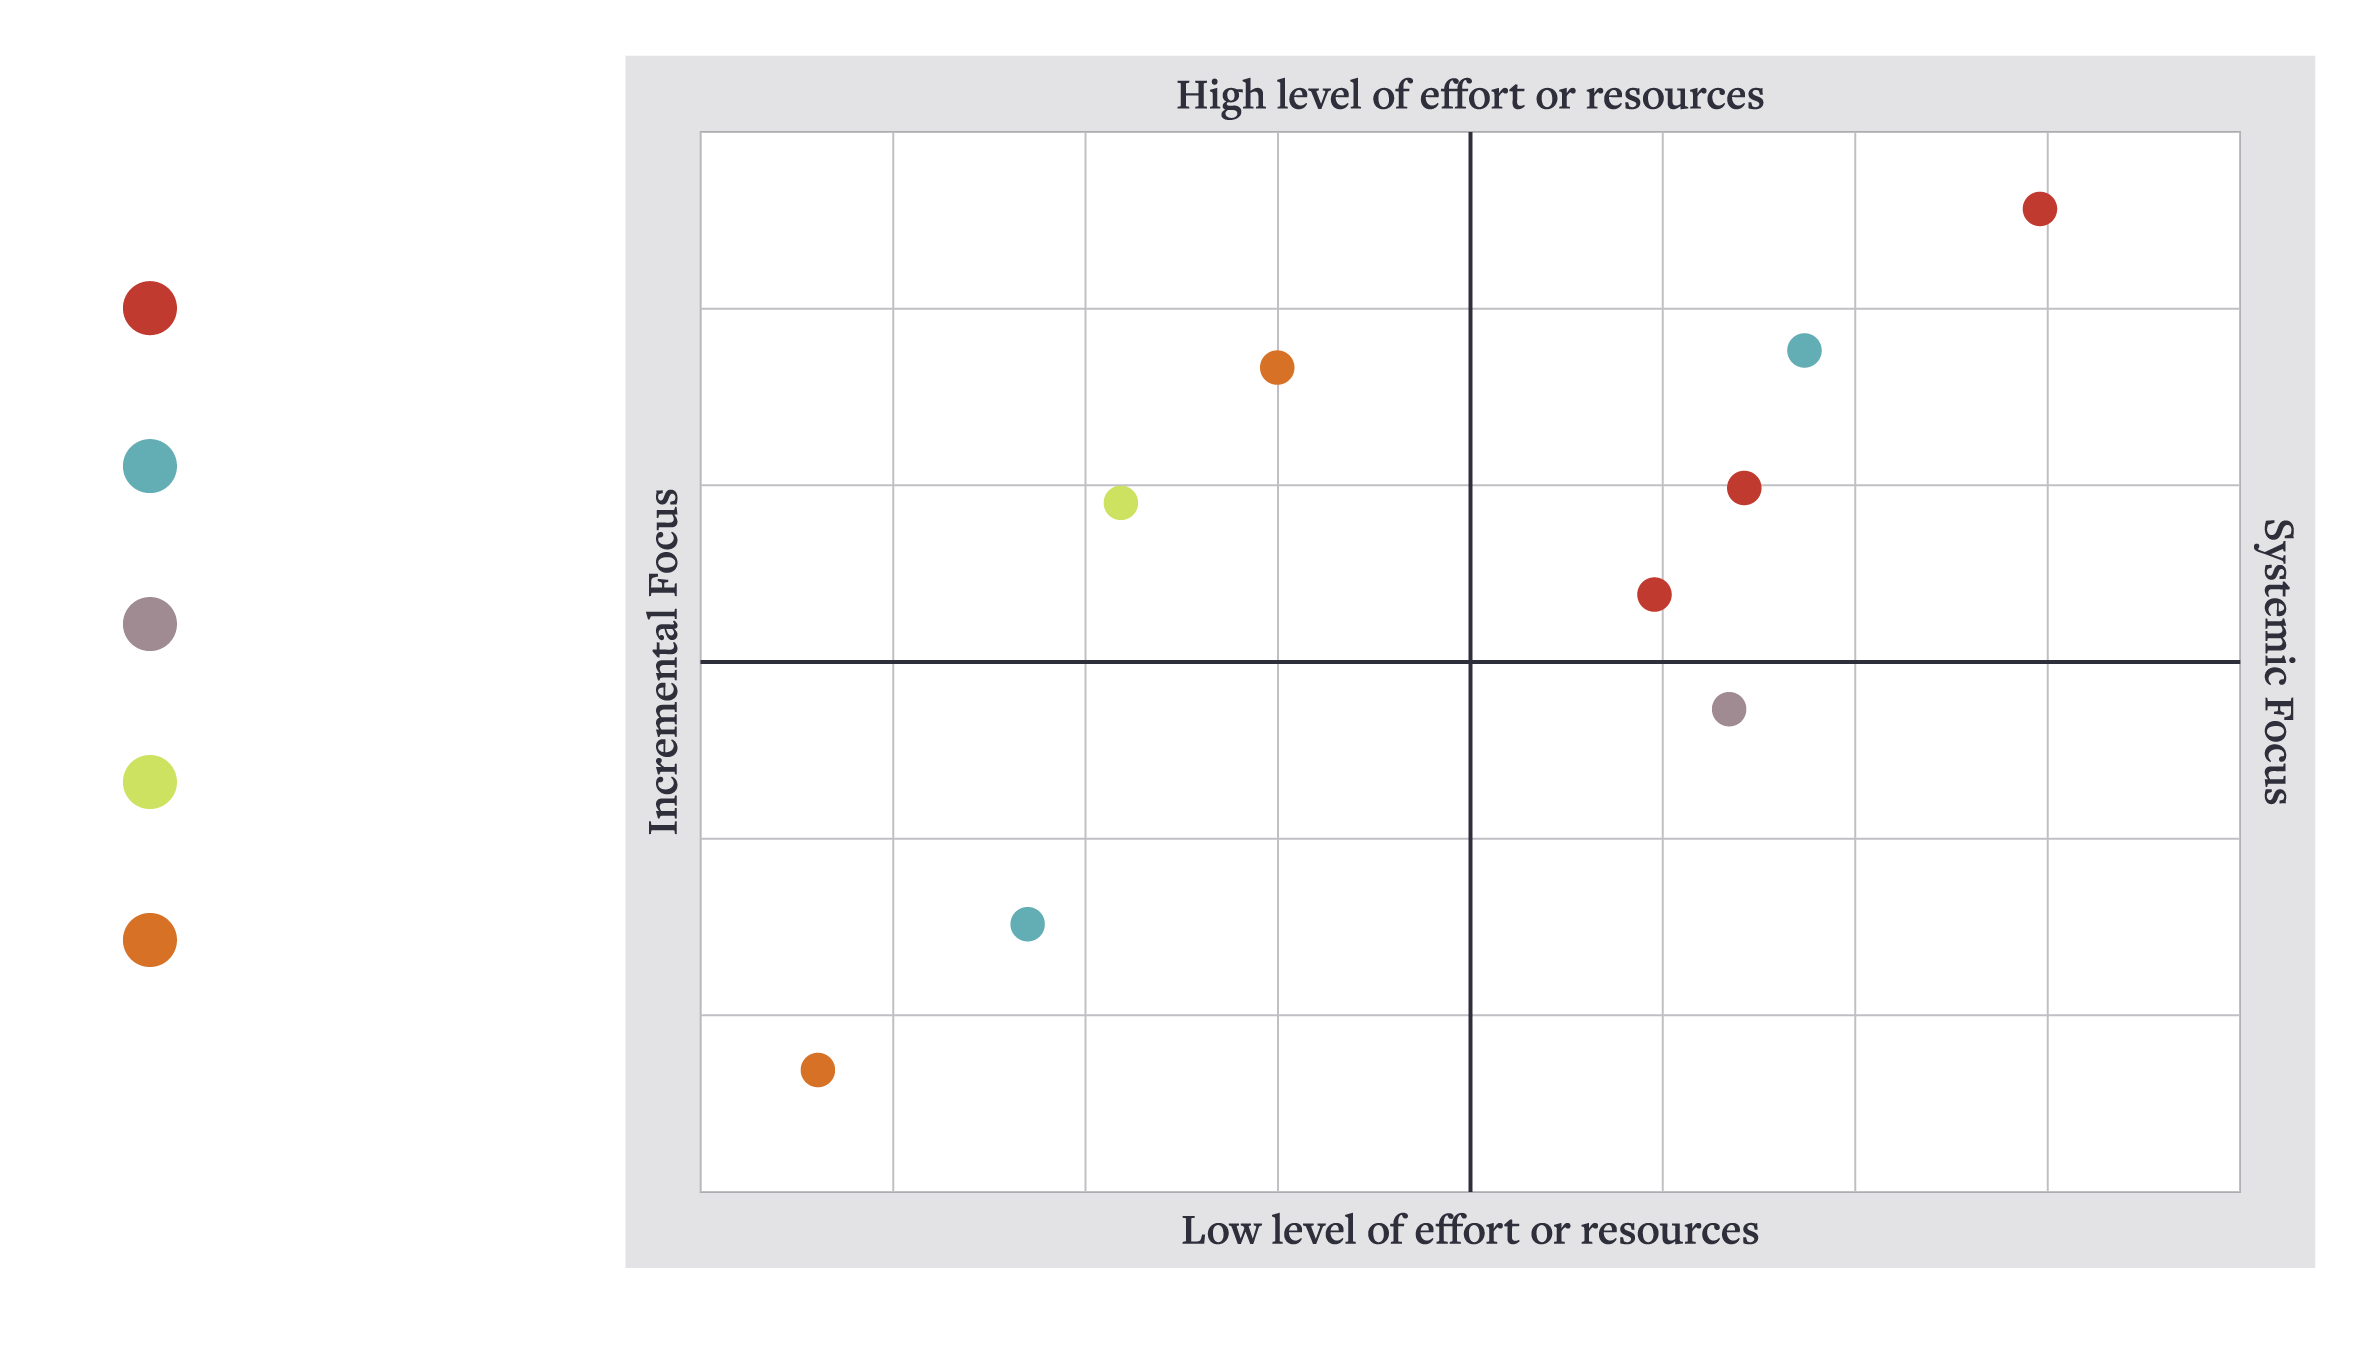 High level of effort or resources
Incremental Focus
Systemic Focus
Low level of effort or resources